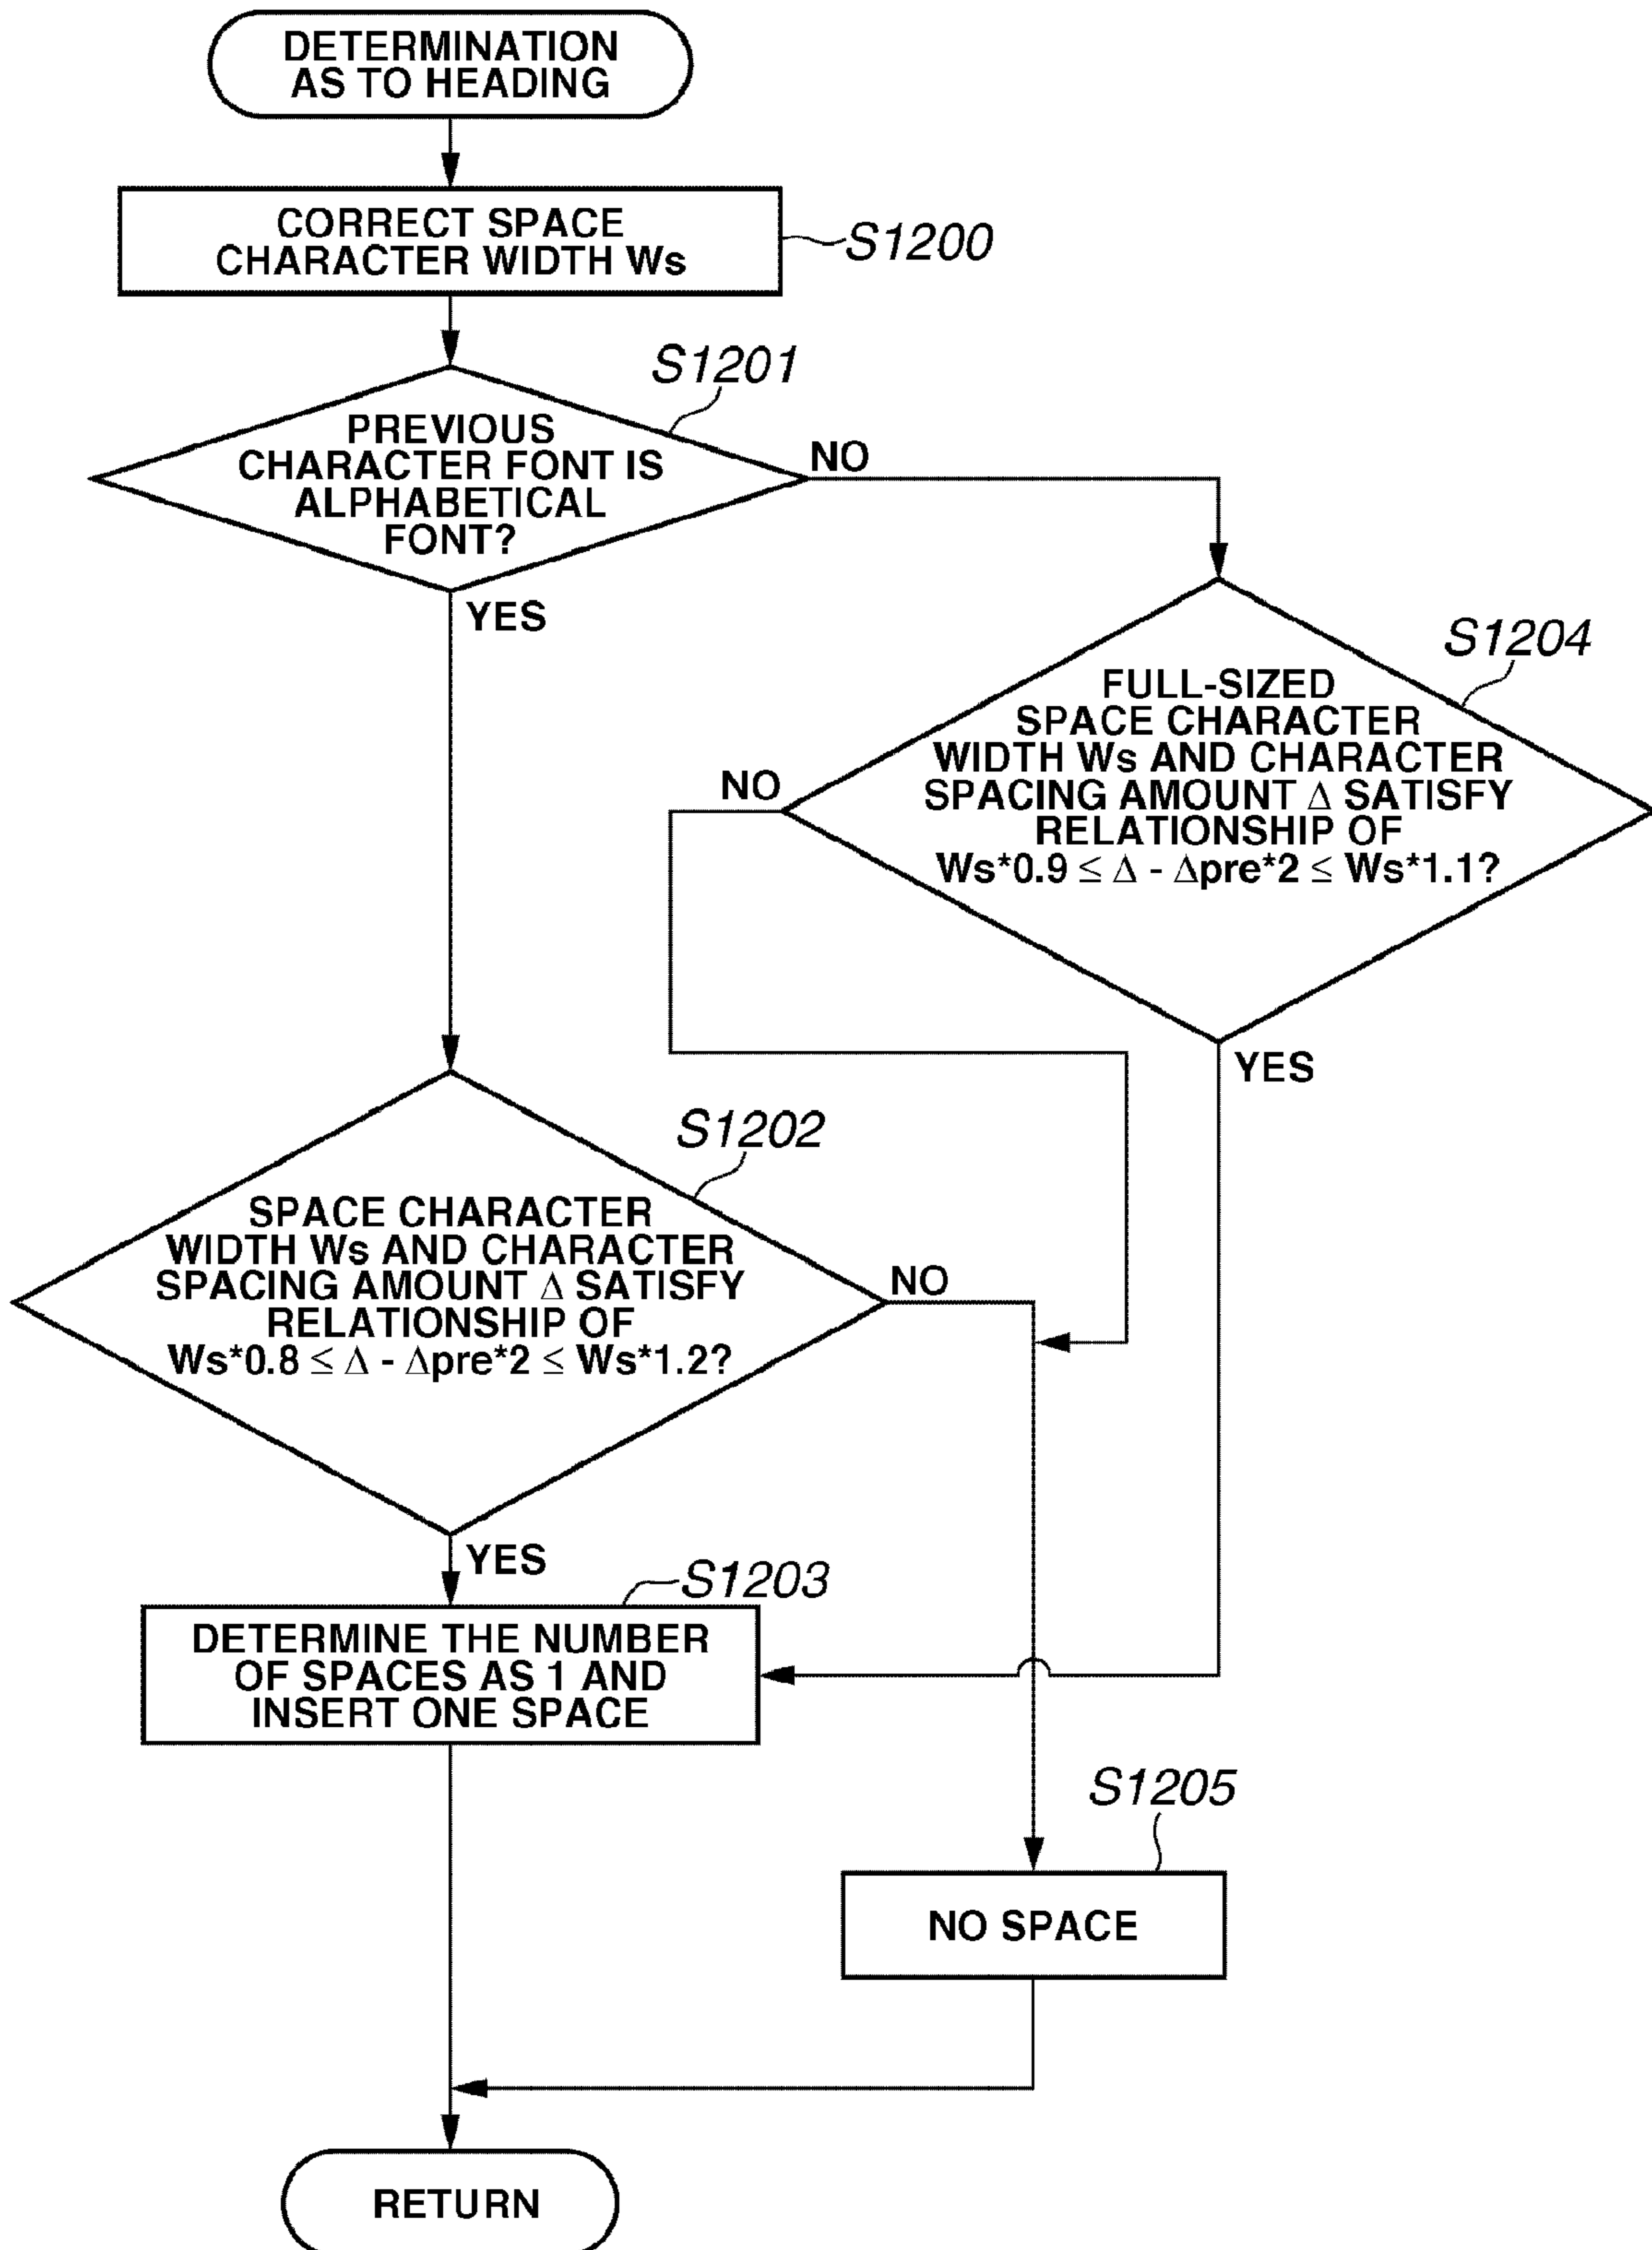 DETERMINATION
AS TO HEADING
CORRECT SPACE
CHARACTER WIDTH Ws
S1200
S1201
PREVIOUS
CHARACTER FONT IS
ALPHABETICAL
FONT?
NO
YES
S1204
FULL-SIZED
SPACE CHARACTER
WIDTH Ws AND CHARACTER
SPACING AMOUNT Δ SATISFY
RELATIONSHIP OF
Ws*0.9 ≤ Δ - Δpre*2 ≤ Ws*1.1?
NO
YES
S1202
SPACE CHARACTER
WIDTH Ws AND CHARACTER
SPACING AMOUNT Δ SATISFY
RELATIONSHIP OF
Ws*0.8 ≤ Δ - Δpre*2 ≤ Ws*1.2?
NO
YES
S1203
DETERMINE THE NUMBER
OF SPACES AS 1 AND
INSERT ONE SPACE
S1205
NO SPACE
RETURN